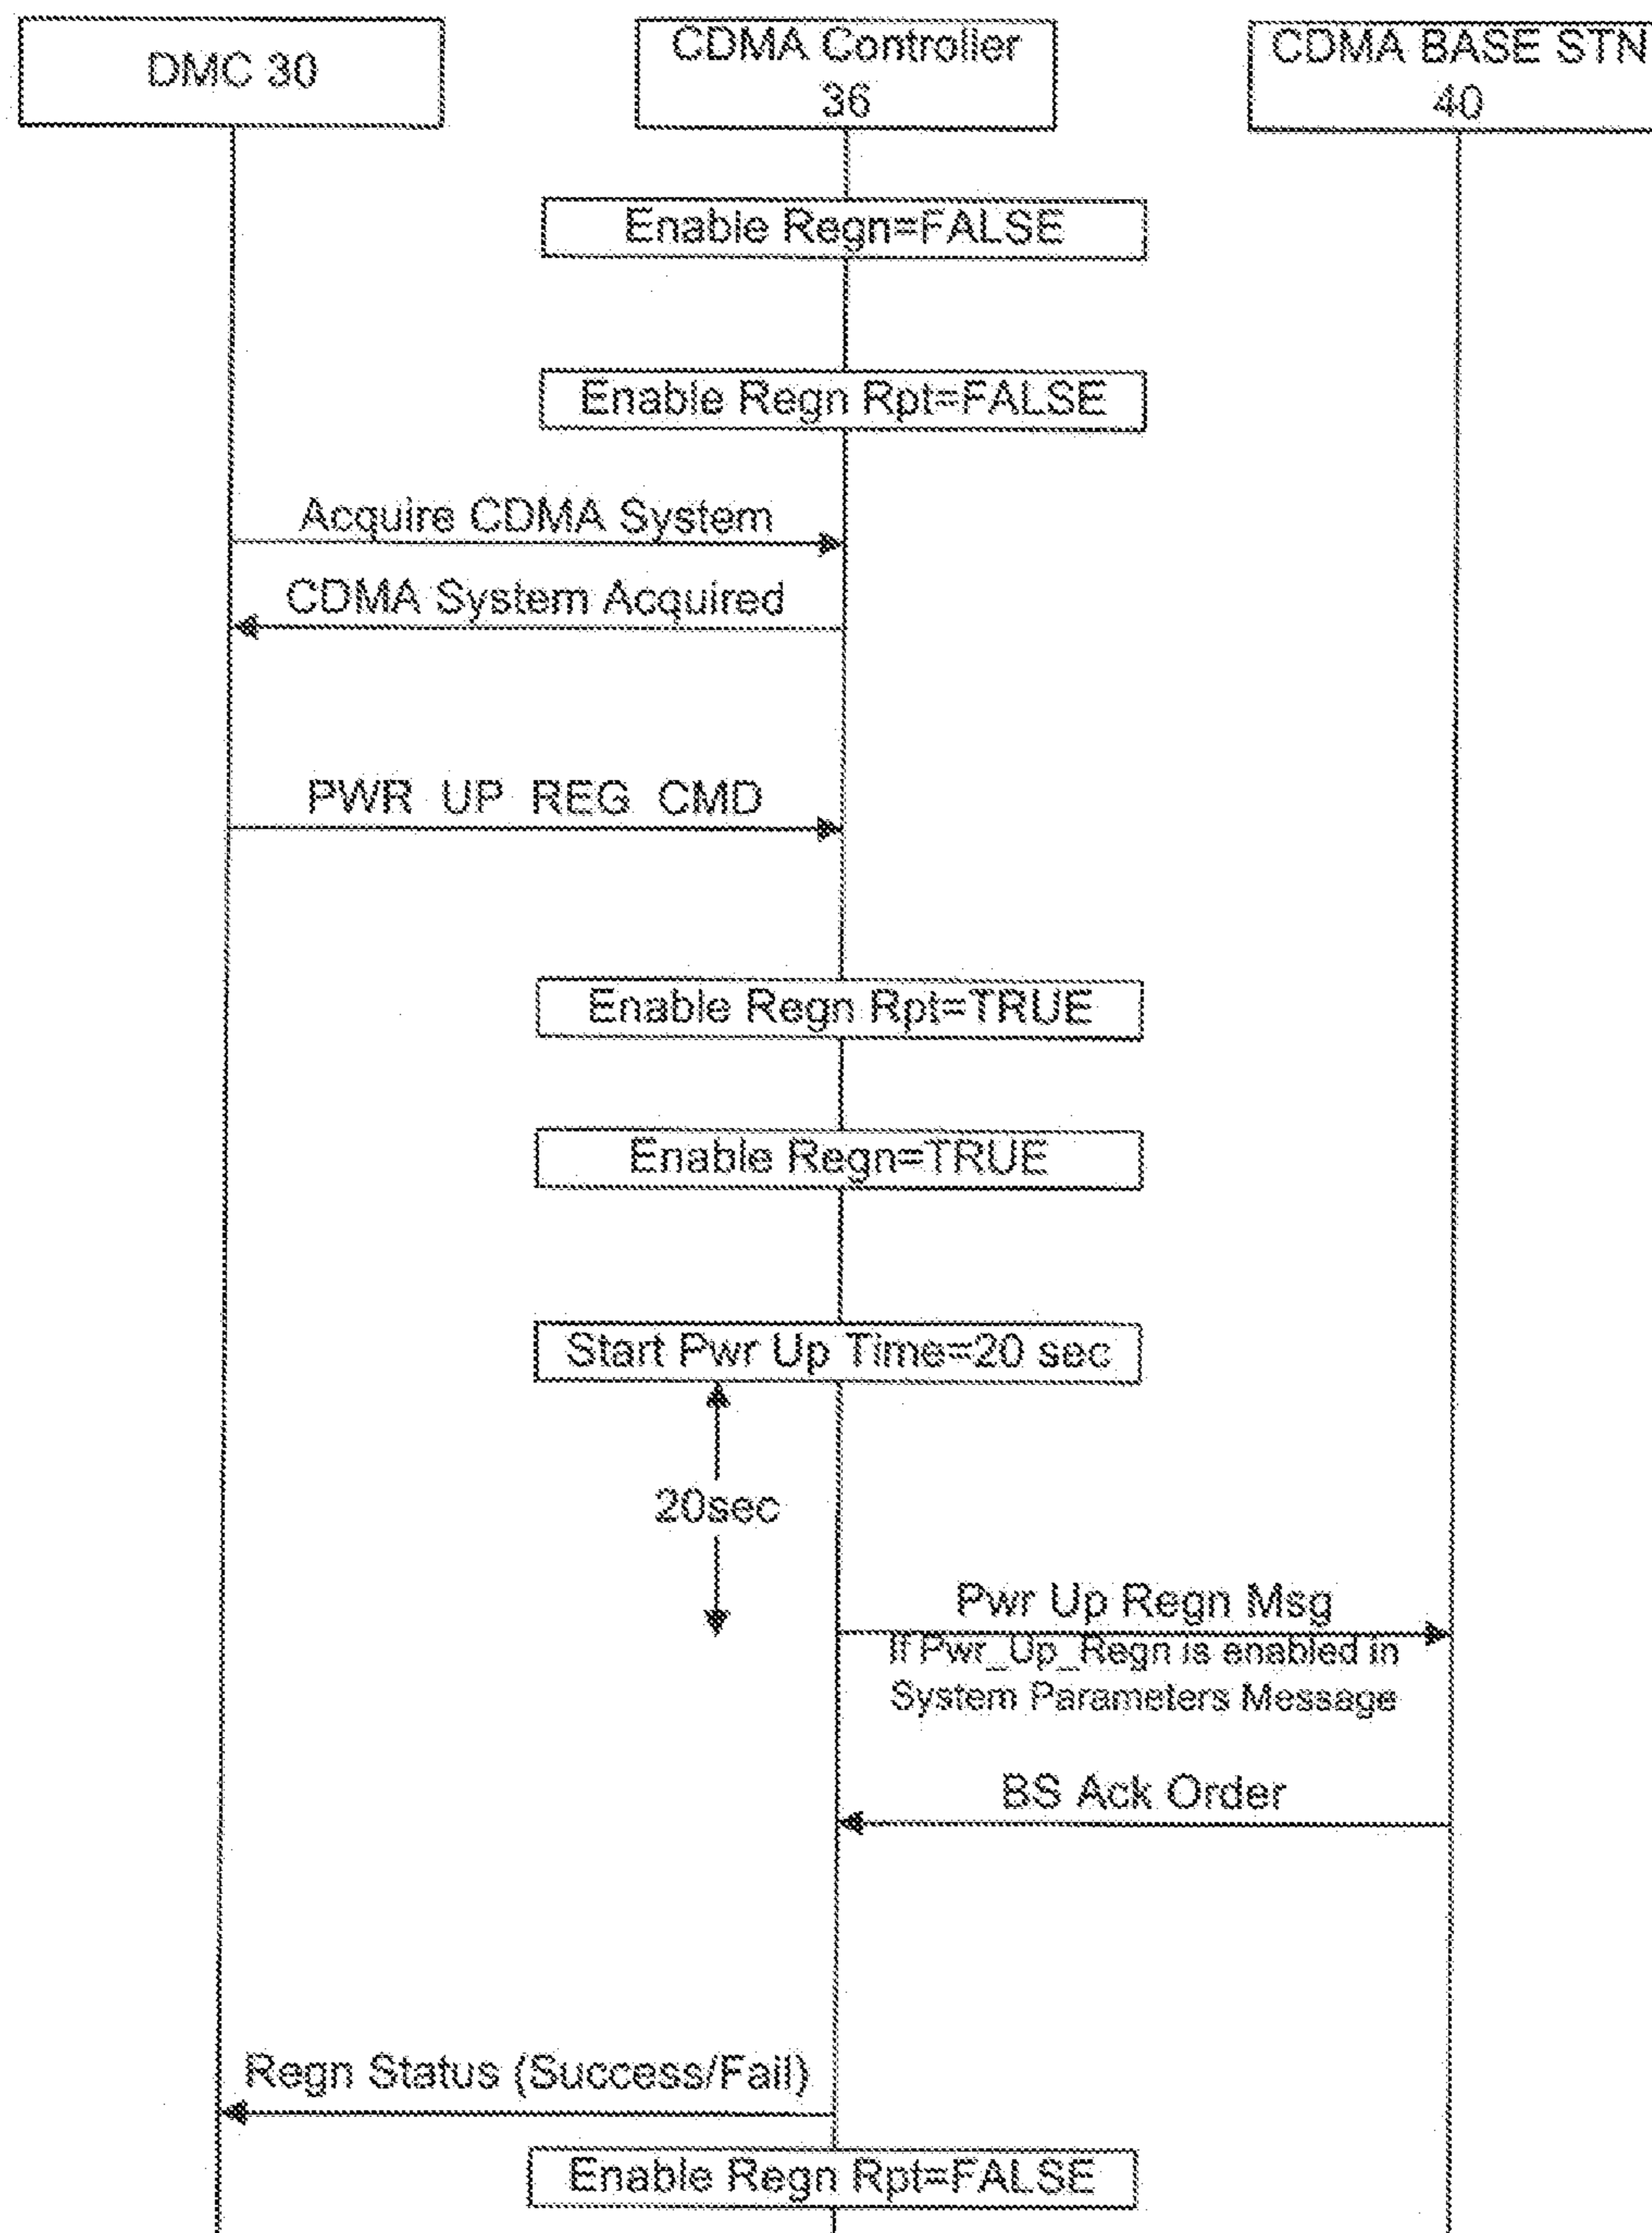 DMC 30
CDMA Controller
36
CDMA BASE STN
40
Enable Regn=FALSE
Enable Regn Rpt=FALSE
Acquire CDMA System
CDMA System Acquired
PWR UP REG CMD
Enable Regn Rpt=TRUE
Enable Regn=TRUE
Start Pwr Up Time=20 sec
20sec
Pwr Up Regn Msg
If Pwr_Up_Regn is enabled in
System Parameters Message
BS Ack Order
Regn Status (Success/Fail)
Enable Regn Rpt=FALSE